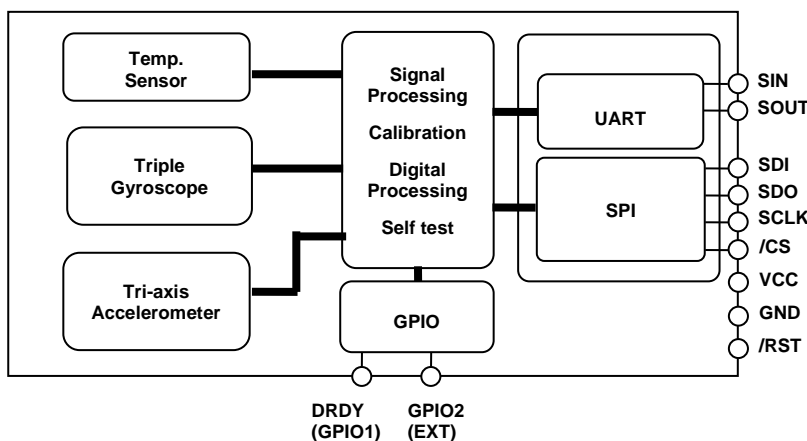 Temp.
Sensor
Triple
Gyroscope
Tri-axis
Accelerometer
Signal
Processing
Calibration
Digital
Processing
Self test
GPIO
UART
SPI
SIN
SOUT
SDI
SDO
SCLK
/CS
VCC
GND
/RST
DRDY
(GPIO1)
GPIO2
(EXT)